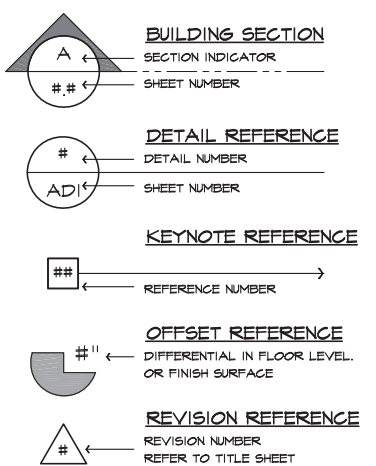 BUILDING SECTION
A
SECTION INDICATOR
##.#
SHEET NUMBER
DETAIL REFERENCE
#
DETAIL NUMBER
AD1
SHEET NUMBER
KEYNOTE REFERENCE
##
REFERENCE NUMBER
OFFSET REFERENCE
#"
DIFFERENTIAL IN FLOOR LEVEL.
OR FINISH SURFACE
REVISION REFERENCE
REVISION NUMBER
#
REFER TO TITLE SHEET